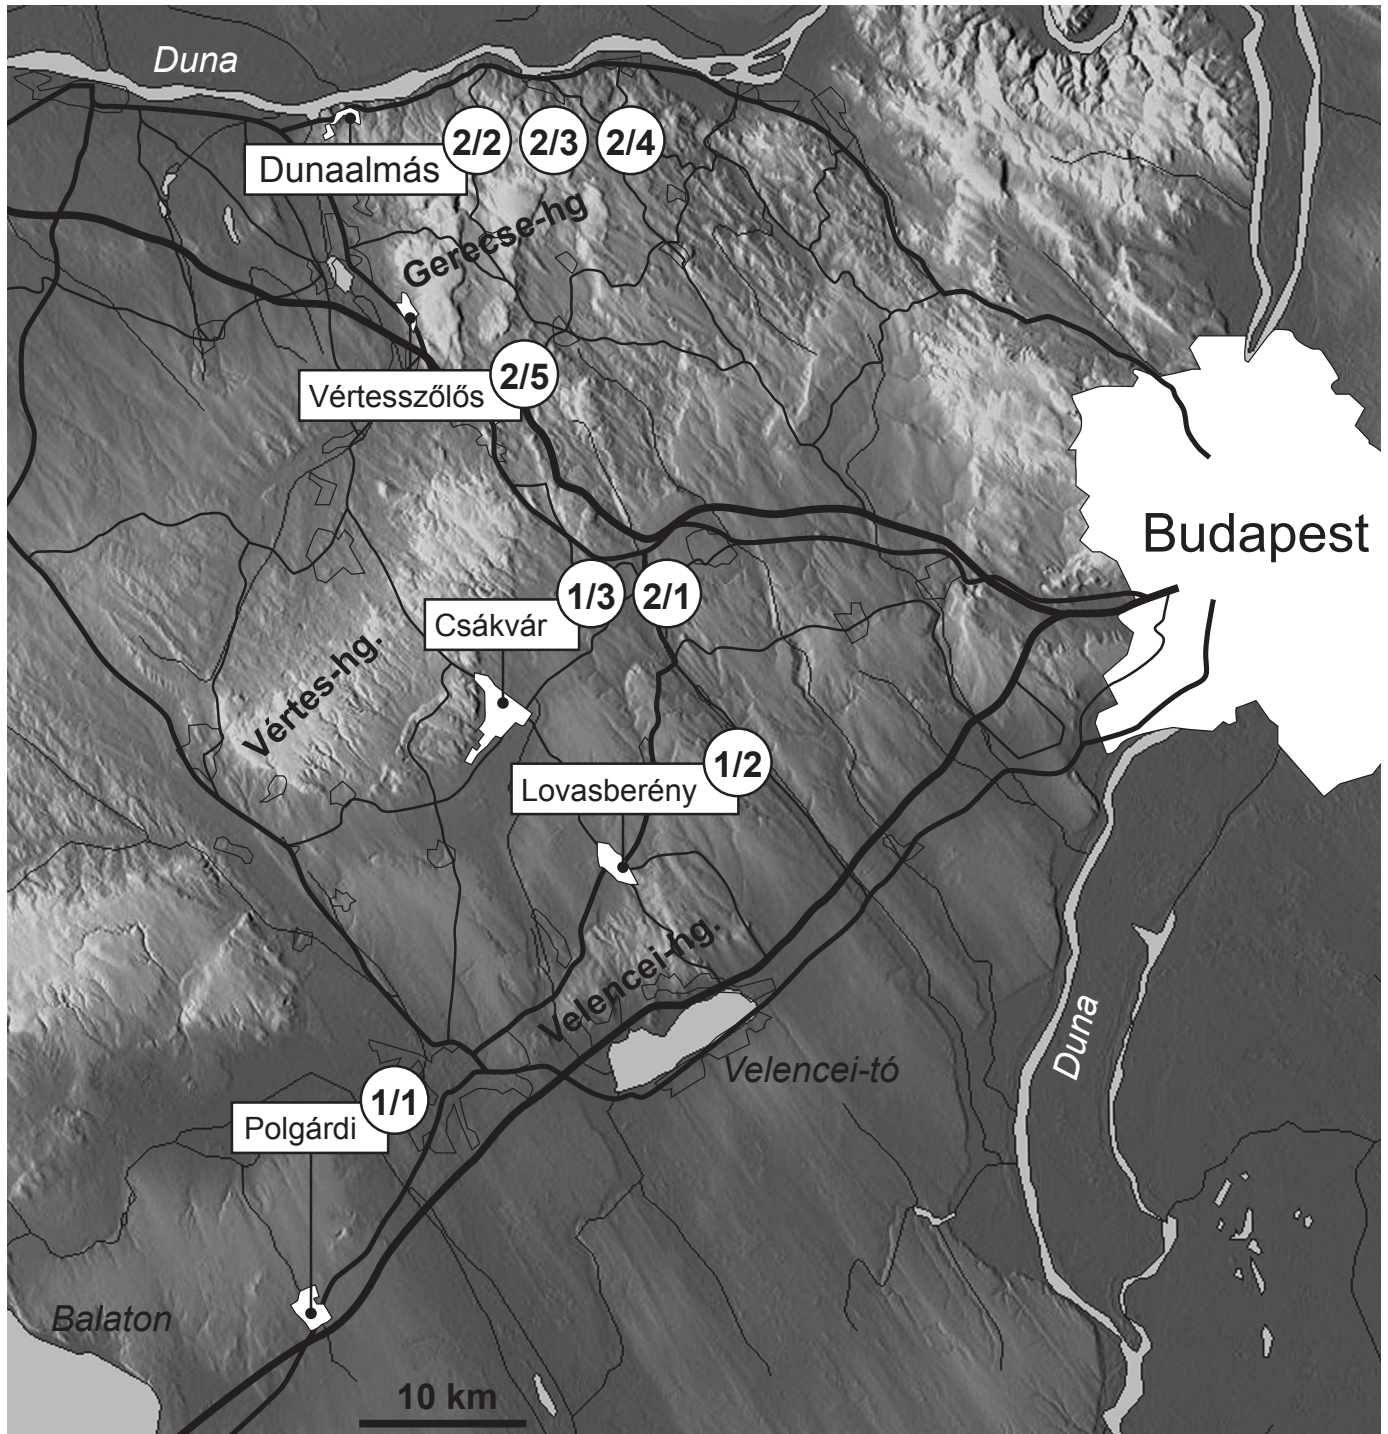 Duna
2/2 2/3 2/4
Dunaalmás
Gerecse-hg
2/5
Vértesszőlős
Budapest
1/3 2/1
Csákvár
Vértes-hg.
1/2
Lovasberény
Velencei-hg.
Duna
Velencei-tó
1/1
Polgárdi
Balaton
10 km